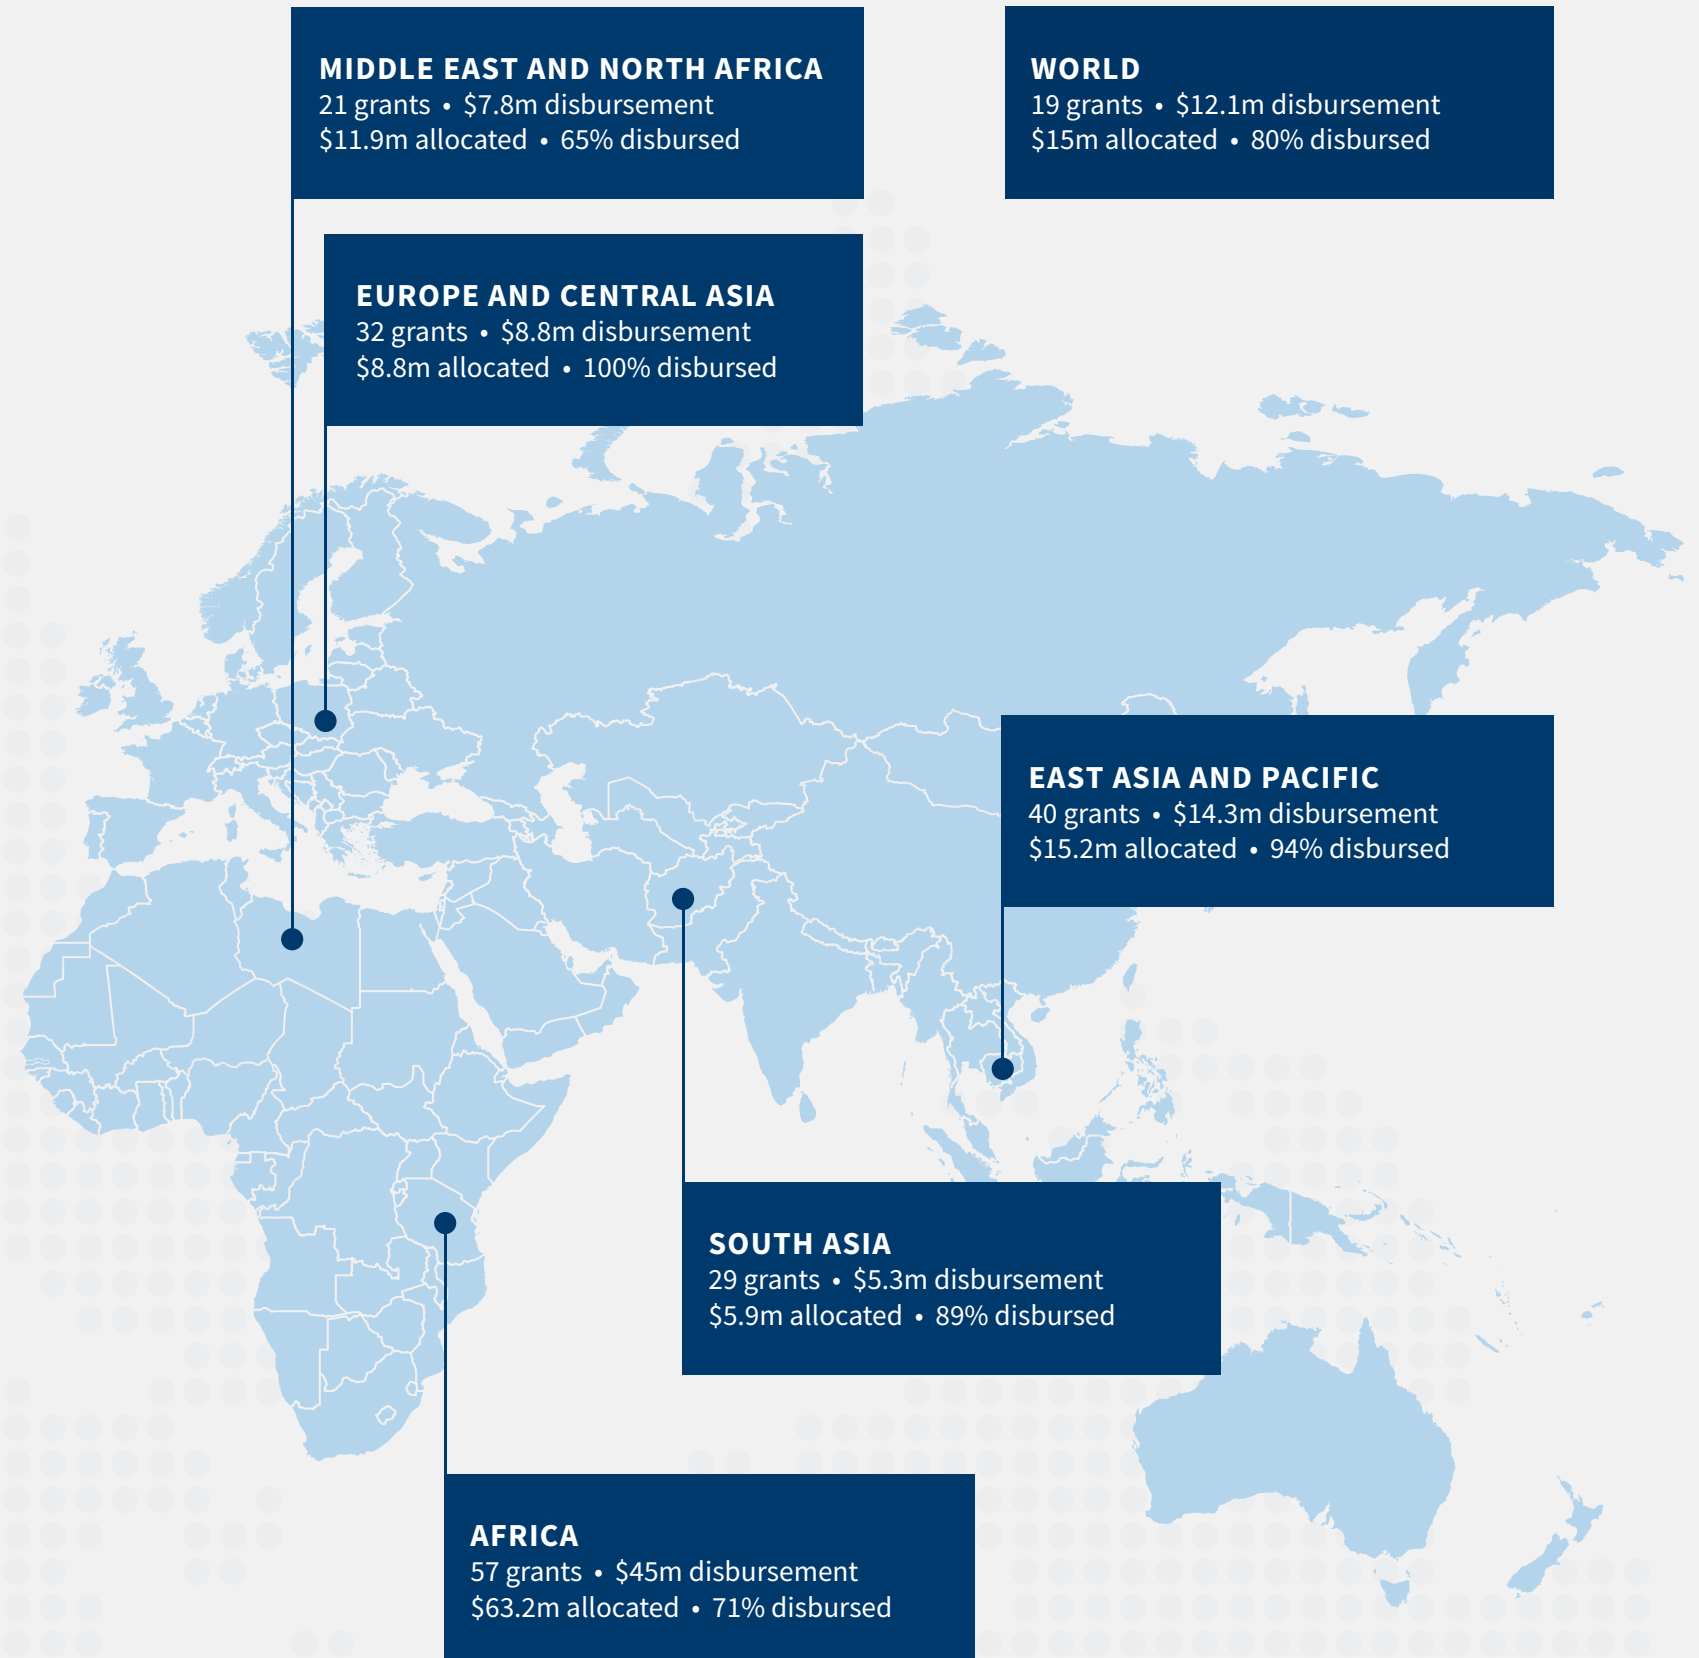 MIDDLE EAST AND NORTH AFRICA
21 grants • $7.8m disbursement
$11.9m allocated • 65% disbursed
WORLD
19 grants • $12.1m disbursement
$15m allocated • 80% disbursed
EUROPE AND CENTRAL ASIA
32 grants • $8.8m disbursement
$8.8m allocated • 100% disbursed
EAST ASIA AND PACIFIC
40 grants • $14.3m disbursement
$15.2m allocated • 94% disbursed
SOUTH ASIA
29 grants • $5.3m disbursement
$5.9m allocated • 89% disbursed
AFRICA
57 grants • $45m disbursement
$63.2m allocated • 71% disbursed